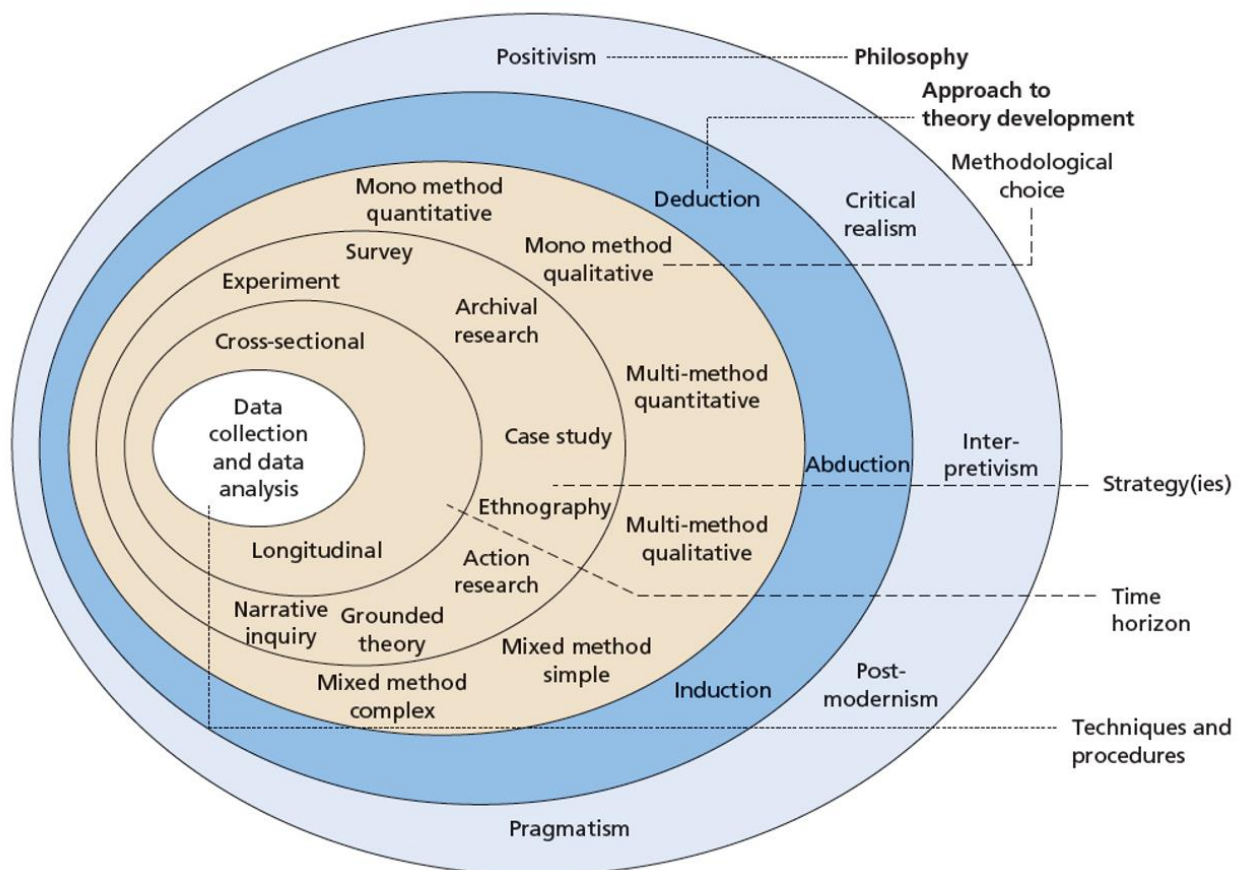 Positivism
Philosophy
Approach to
theory development
Methodological
choice
Mono method
quantitative
Deduction
Critical
realism
Survey
Mono method
qualitative
Experiment
Archival
research
Cross-sectional
Multi-method
quantitative
Data
collection
and data
analysis
Case study
Abduction
Inter-
pretivism
Strategy(ies)
Ethnography
Multi-method
qualitative
Longitudinal
Action
research
Time
horizon
Narrative
inquiry
Grounded
theory
Mixed method
simple
Post-
modernism
Mixed method
complex
Induction
Techniques and
procedures
Pragmatism